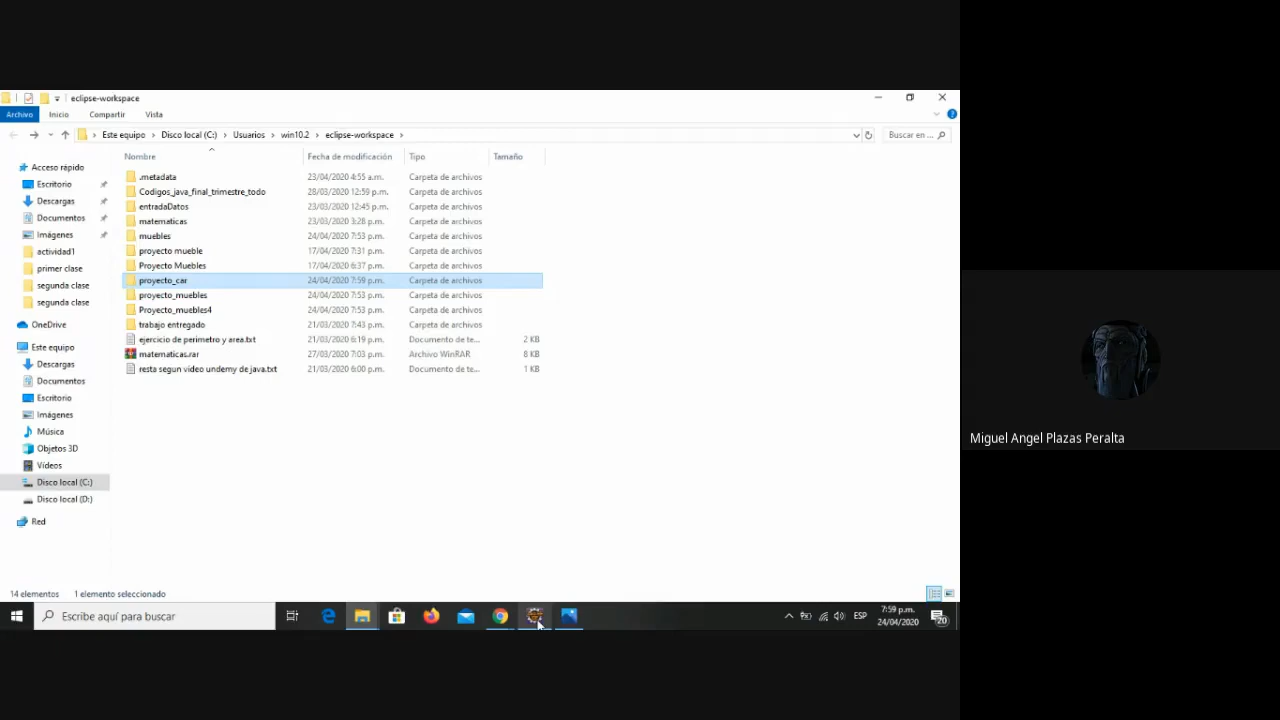 eclipse-workspace
Archivo Inicio Compartir Vista
Este equipo > Disco local (C:) > Usuarios > win10.2 > eclipse-workspace >
Buscar en ...
Nombre Fecha de modificación Tipo Tamaño
.metadata 23/04/2020 4:55 a.m. Carpeta de archivos
Codigos_java_final_trimestre_todo 28/03/2020 12:59 p.m. Carpeta de archivos
entradaDatos 23/03/2020 12:45 p.m. Carpeta de archivos
matematicas 23/03/2020 3:28 p.m. Carpeta de archivos
muebles 24/04/2020 7:53 p.m. Carpeta de archivos
proyecto mueble 17/04/2020 7:31 p.m. Carpeta de archivos
Proyecto Muebles 17/04/2020 6:37 p.m. Carpeta de archivos
proyecto_car 24/04/2020 7:59 p.m. Carpeta de archivos
proyecto_muebles 24/04/2020 7:53 p.m. Carpeta de archivos
Proyecto_muebles4 24/04/2020 7:53 p.m. Carpeta de archivos
trabajo entregado 21/03/2020 7:43 p.m. Carpeta de archivos
ejercicio de perimetro y area.txt 21/03/2020 6:19 p.m. Documento de te... 2 KB
matematicas.rar 27/03/2020 7:03 p.m. Archivo WinRAR 8 KB
resta segun video undemy de java.txt 21/03/2020 6:00 p.m. Documento de te... 1 KB
Acceso rápido
Escritorio
Descargas
Documentos
Imágenes
actividad1
primer clase
segunda clase
segunda clase
OneDrive
Este equipo
Descargas
Documentos
Escritorio
Imágenes
Música
Objetos 3D
Vídeos
Disco local (C:)
Disco local (D:)
Red
14 elementos 1 elemento seleccionado
Escribe aquí para buscar
ESP
7:59 p.m.
24/04/2020
20
Miguel Angel Plazas Peralta